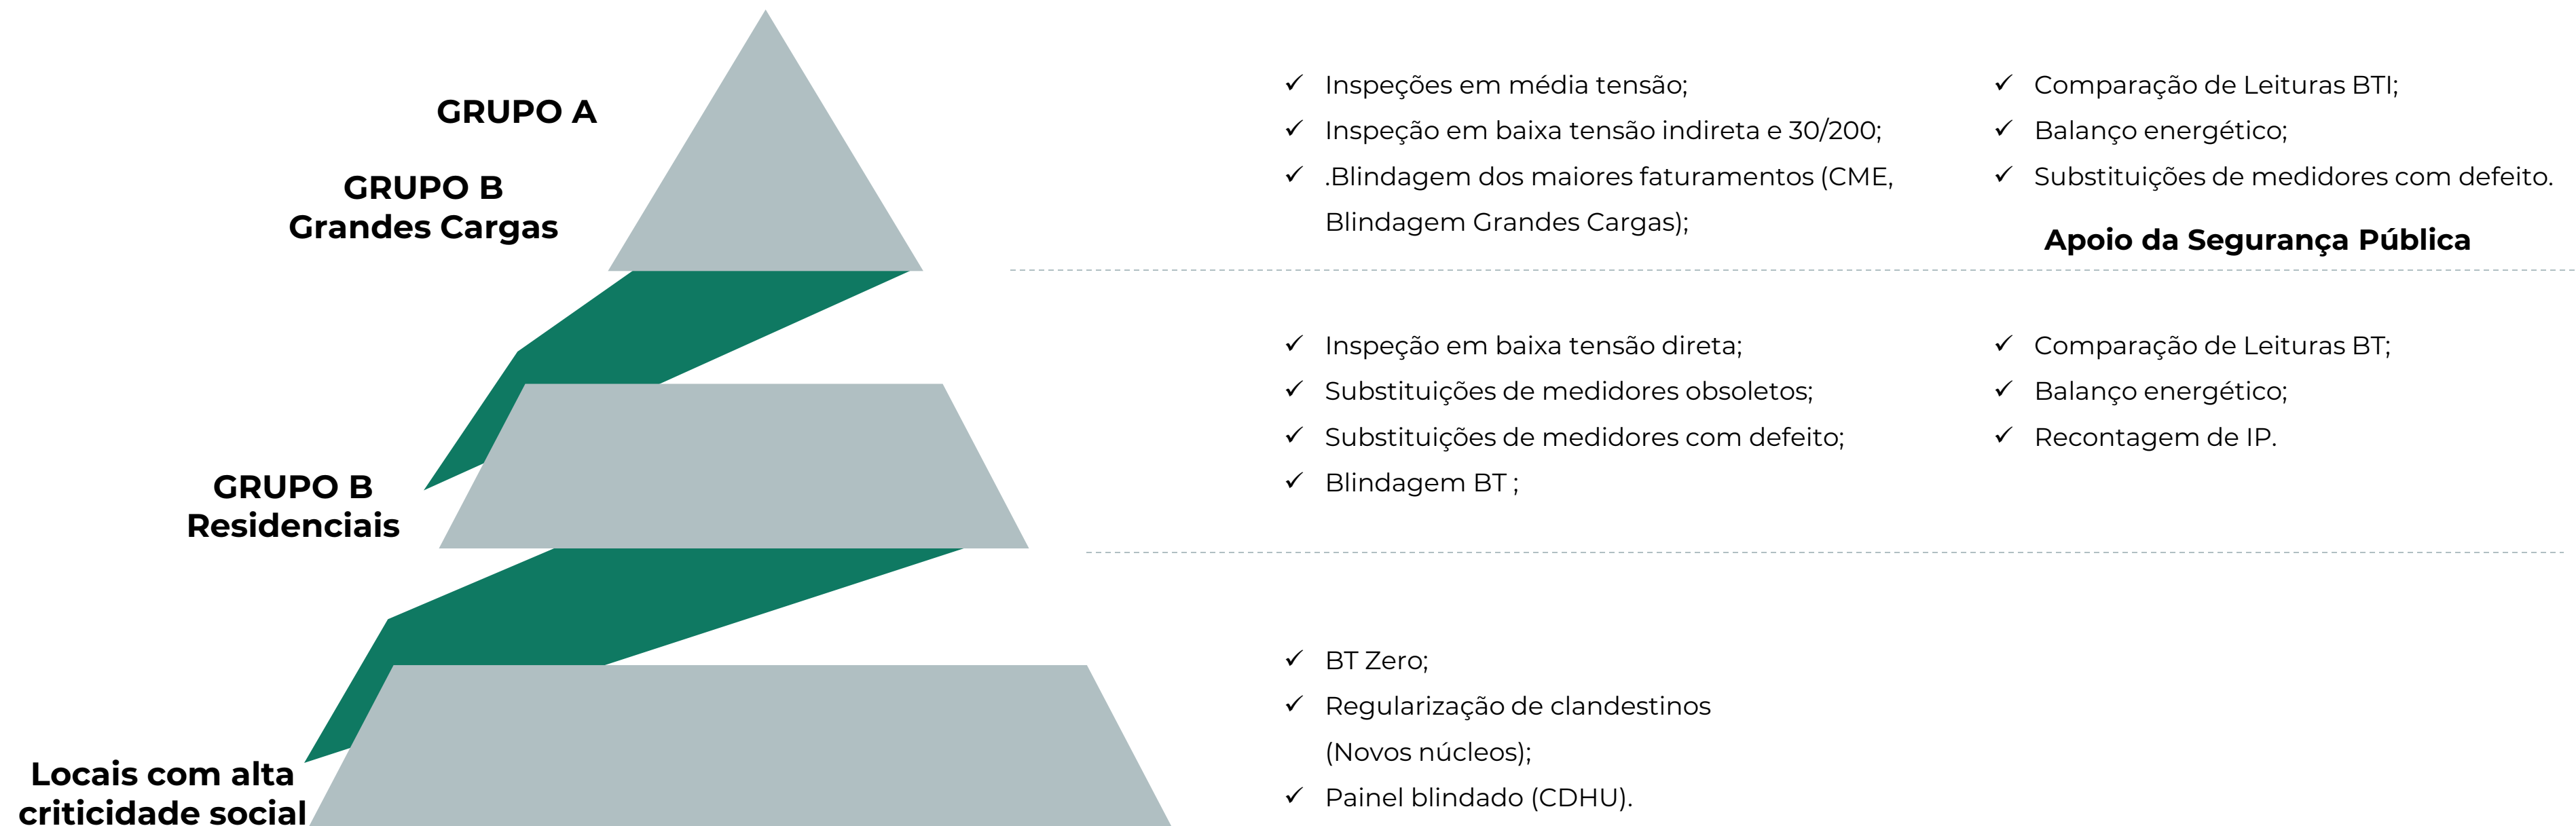 GRUPO A
GRUPO B
Grandes Cargas
✓ Inspeções em média tensão;
✓ Inspeção em baixa tensão indireta e 30/200;
✓ .Blindagem dos maiores faturamentos (CME,
Blindagem Grandes Cargas);
✓ Comparação de Leituras BTI;
✓ Balanço energético;
✓ Substituições de medidores com defeito.
Apoio da Segurança Pública
GRUPO B
Residenciais
✓ Inspeção em baixa tensão direta;
✓ Substituições de medidores obsoletos;
✓ Substituições de medidores com defeito;
✓ Blindagem BT ;
✓ Comparação de Leituras BT;
✓ Balanço energético;
✓ Recontagem de IP.
Locais com alta
criticidade social
✓ BT Zero;
✓ Regularização de clandestinos
(Novos núcleos);
✓ Painel blindado (CDHU).